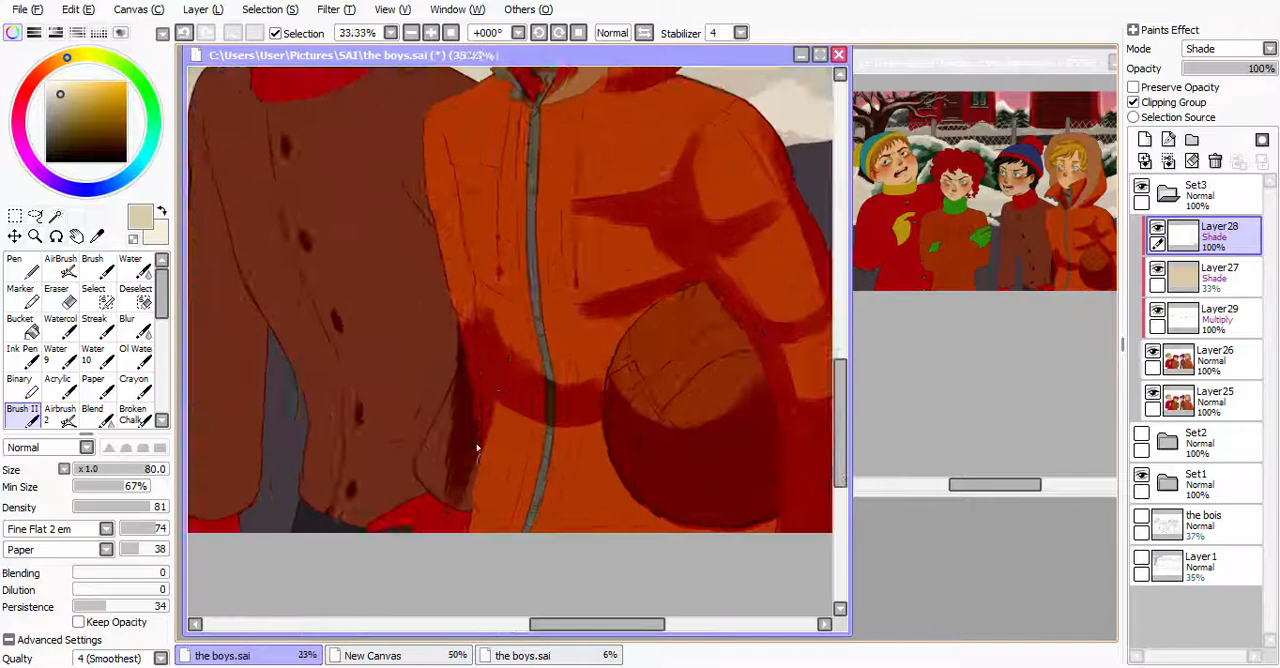 File (F) Edit (E) Canvas (C) Layer (L) Selection (S) Filter (T) View (V) Window (W) Others (O)
Selection 33.33% +000° Normal Stabilizer 4
C:\Users\User\Pictures\SAI\the boys.sai (*)
Pen AirBrush Brush Water
Marker Eraser Select Deselect
Bucket Watercol Streak Blur
Ink Pen Water 9 Water 10 Oil Water
Binary Acrylic Paper Crayon
Brush II Airbrush 2 Blend Broken Chalk
Normal
Size x 1.0 80.0
Min Size 67%
Density 81
Fine Flat 2 em 74
Paper 38
Blending 0
Dilution 0
Persistence 34
Keep Opacity
Advanced Settings
Quality 4 (Smoothest)
the boys.sai 23% New Canvas 50% the boys.sai 6%
Paints Effect
Mode Shade
Opacity 100%
Preserve Opacity
Clipping Group
Selection Source
Set3
Normal
100%
Layer28
Shade
100%
Layer27
Shade
33%
Layer29
Multiply
100%
Layer26
Normal
100%
Layer25
Normal
100%
Set2
Normal
100%
Set1
Normal
100%
the bois
Normal
37%
Layer1
Normal
35%